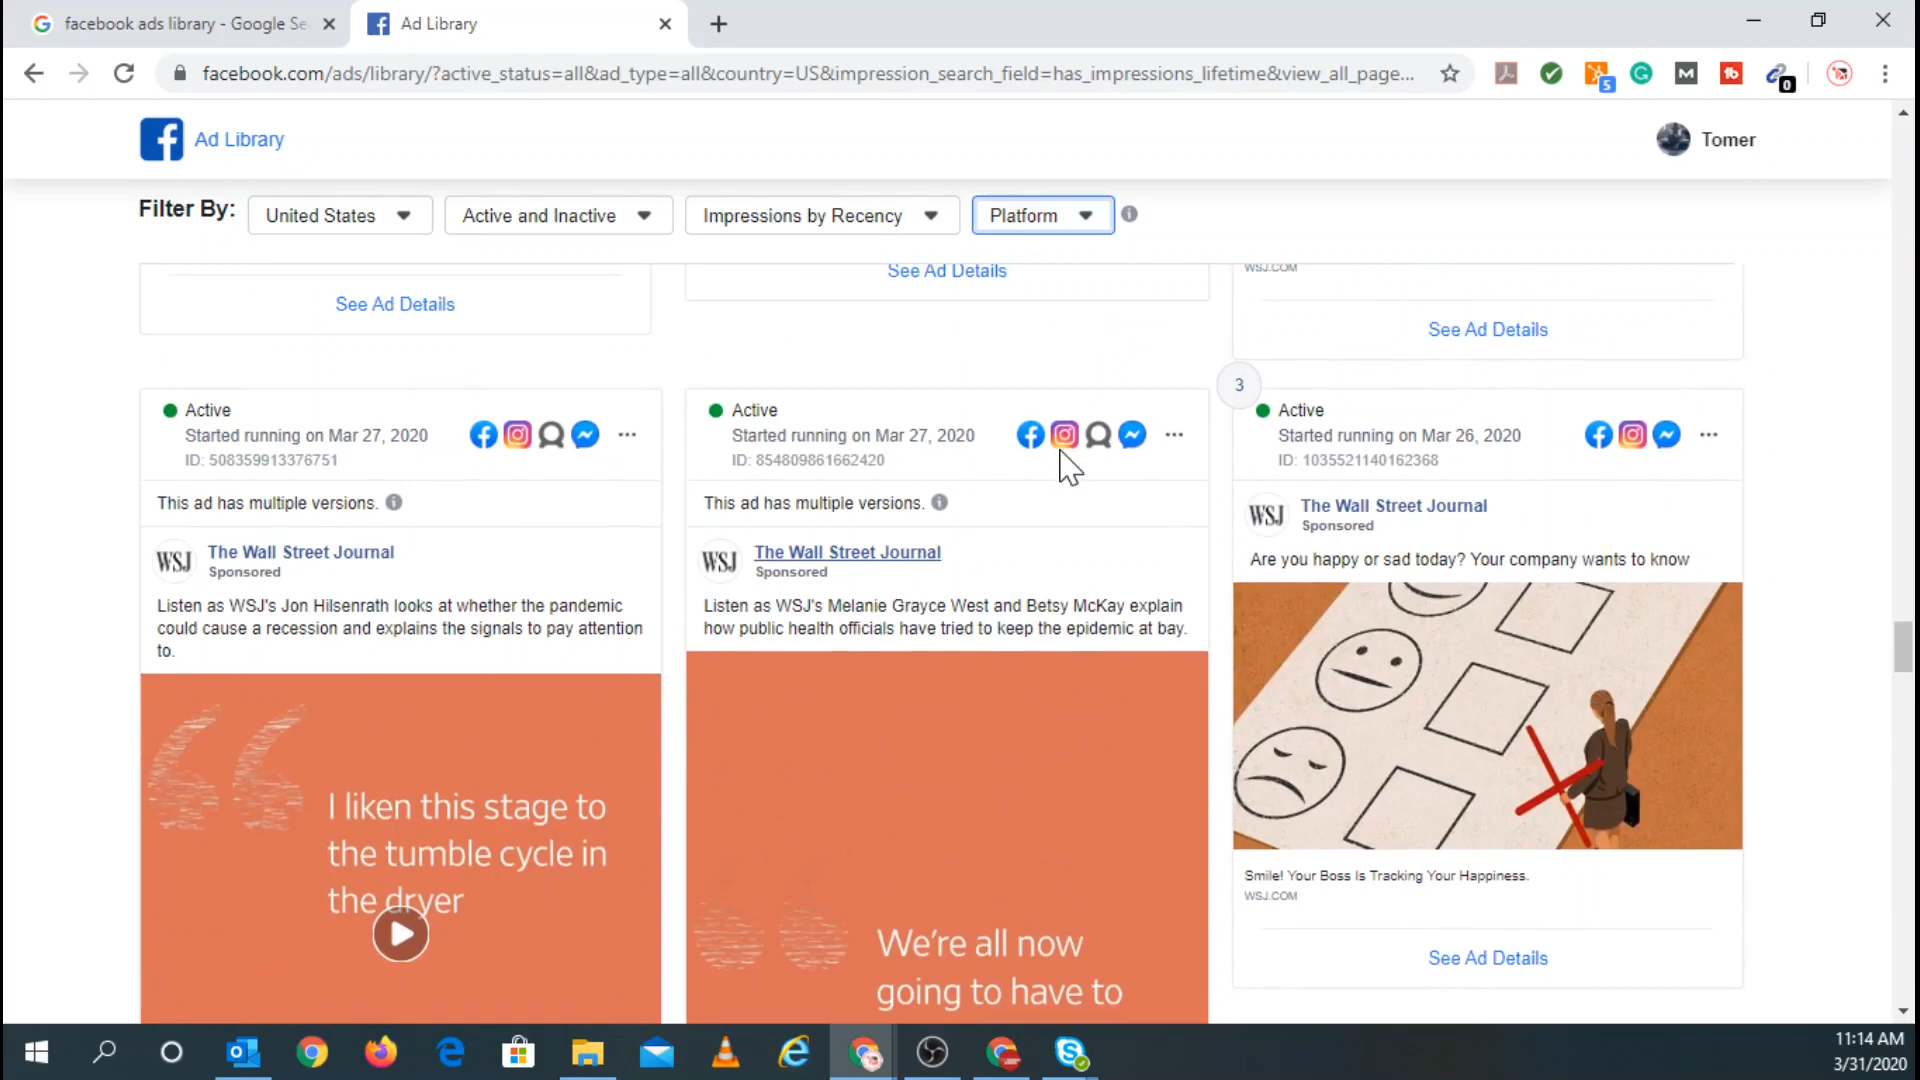 facebook ads library - Google Se
Ad Library
facebook.com/ads/library/?active_status=all&ad_type=all&country=US&impression_search_field=has_impressions_lifetime&view_all_page...
5
M
tb
0
Ad Library
Tomer
Filter By:
United States
Active and Inactive
Impressions by Recency
Platform
See Ad Details
See Ad Details
WSJ.COM
See Ad Details
Active
Started running on Mar 27, 2020
ID: 508359913376751
This ad has multiple versions.
WSJ
The Wall Street Journal
Sponsored
Listen as WSJ's Jon Hilsenrath looks at whether the pandemic
could cause a recession and explains the signals to pay attention
to.
I liken this stage to
the tumble cycle in
the dryer
Active
Started running on Mar 27, 2020
ID: 854809861662420
This ad has multiple versions.
WSJ
The Wall Street Journal
Sponsored
Listen as WSJ's Melanie Grayce West and Betsy McKay explain
how public health officials have tried to keep the epidemic at bay.
We're all now
going to have to
3
Active
Started running on Mar 26, 2020
ID: 1035521140162368
WSJ
The Wall Street Journal
Sponsored
Are you happy or sad today? Your company wants to know
Smile! Your Boss Is Tracking Your Happiness.
WSJ.COM
See Ad Details
11:14 AM
3/31/2020